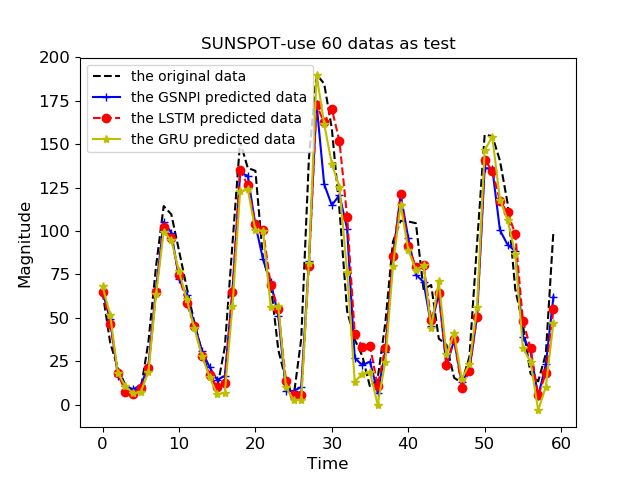 SUNSPOT-use 60 datas as test
the original data
the GSNPI predicted data
the LSTM predicted data
the GRU predicted data
Magnitude
200
175
150
125
100
75
50
25
0
0 10 20 30 40 50 60
Time